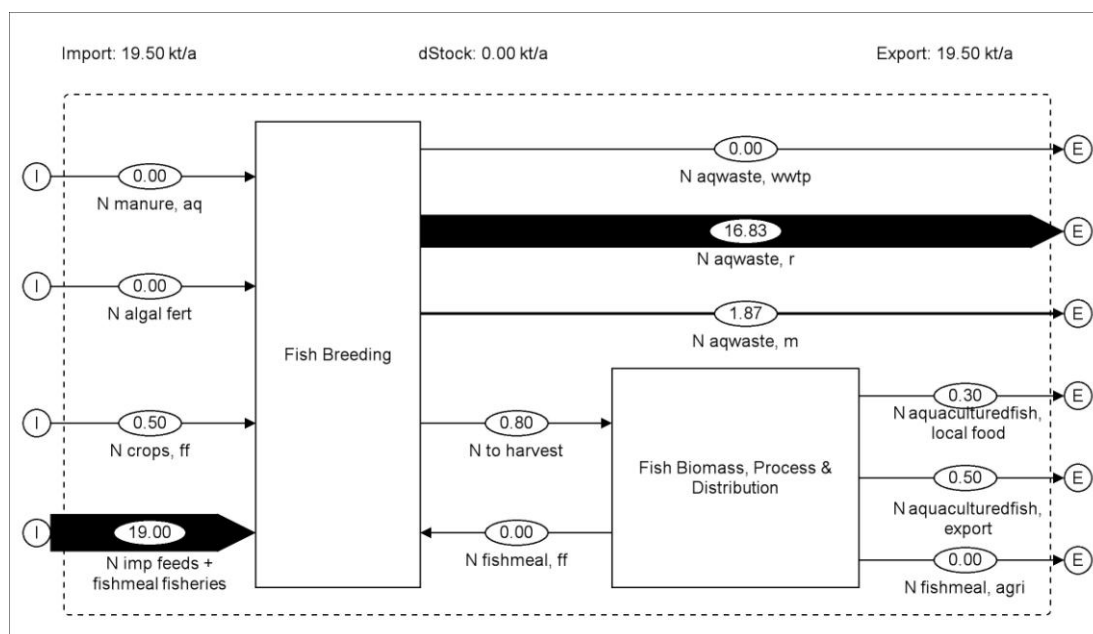 Import: 19.50 kt/a
dStock: 0.00 kt/a
Export: 19.50 kt/a
I
0.00
N manure, aq
I
0.00
N algal fert
I
0.50
N crops, ff
I
19.00
N imp feeds +
fishmeal fisheries
Fish Breeding
0.00
N aqwaste, wwtp
E
16.83
N aqwaste, r
E
1.87
N aqwaste, m
E
0.80
N to harvest
0.00
N fishmeal, ff
Fish Biomass, Process &
Distribution
0.30
N aquaculturedfish,
local food
E
0.50
N aquaculturedfish,
export
E
0.00
N fishmeal, agri
E